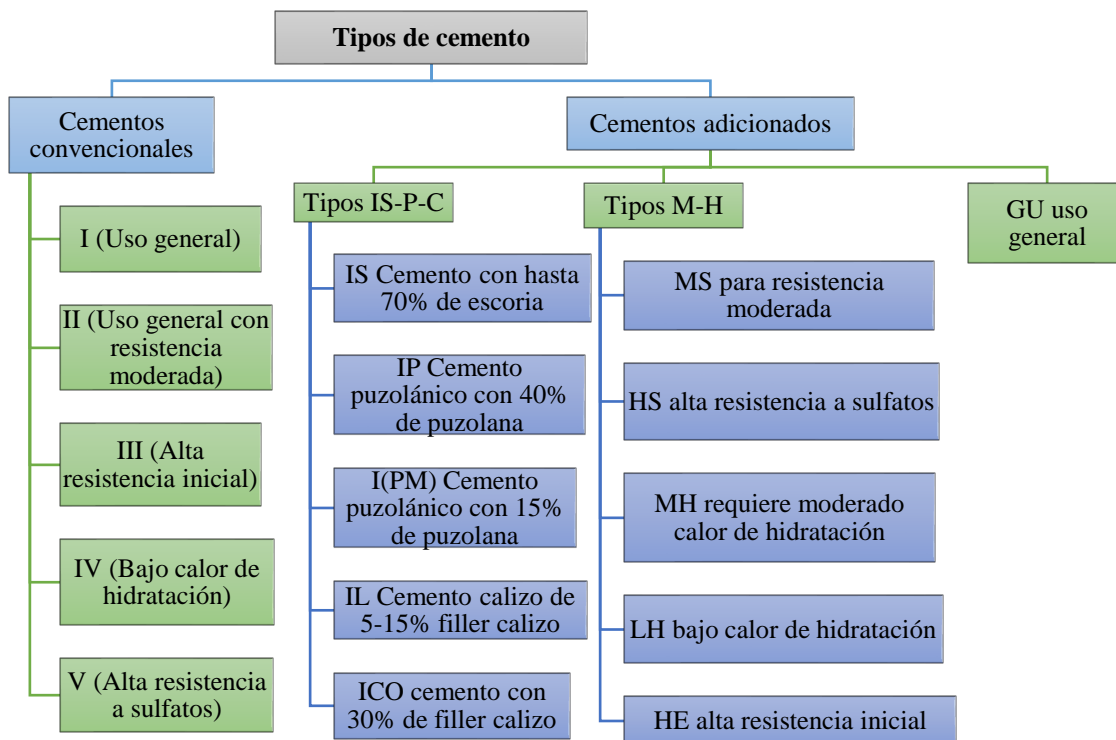 Tipos de cemento
Cementos
convencionales
I (Uso general)
II (Uso general con
resistencia
moderada)
III (Alta
resistencia inicial)
IV (Bajo calor de
hidratación)
V (Alta resistencia
a sulfatos)
Cementos adicionados
Tipos IS-P-C
IS Cemento con hasta
70% de escoria
IP Cemento
puzolánico con 40%
de puzolana
I(PM) Cemento
puzolánico con 15%
de puzolana
IL Cemento calizo de
5-15% filler calizo
ICO cemento con
30% de filler calizo
Tipos M-H
MS para resistencia
moderada
HS alta resistencia a sulfatos
MH requiere moderado
calor de hidratación
LH bajo calor de hidratación
HE alta resistencia inicial
GU uso
general